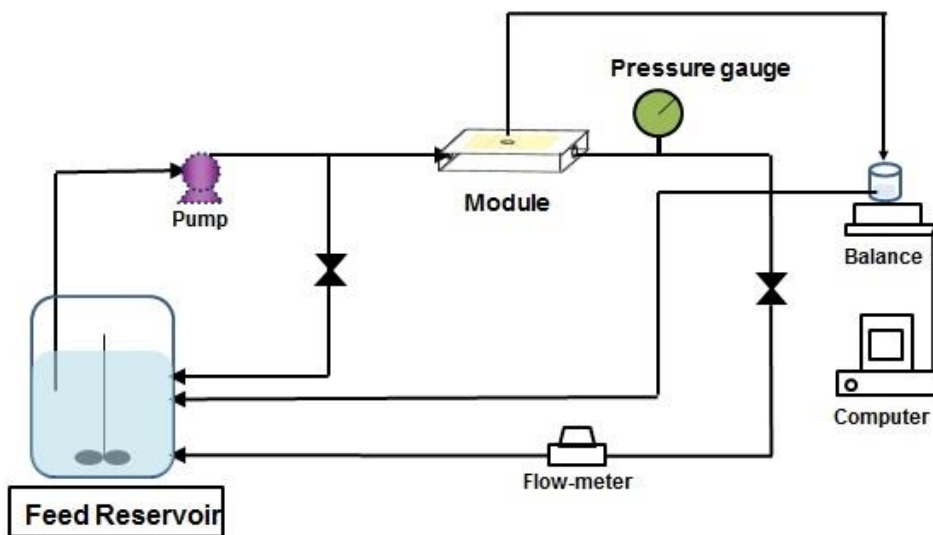 Pressure gauge
Module
Pump
Balance
Computer
Flow-meter
Feed Reservoir